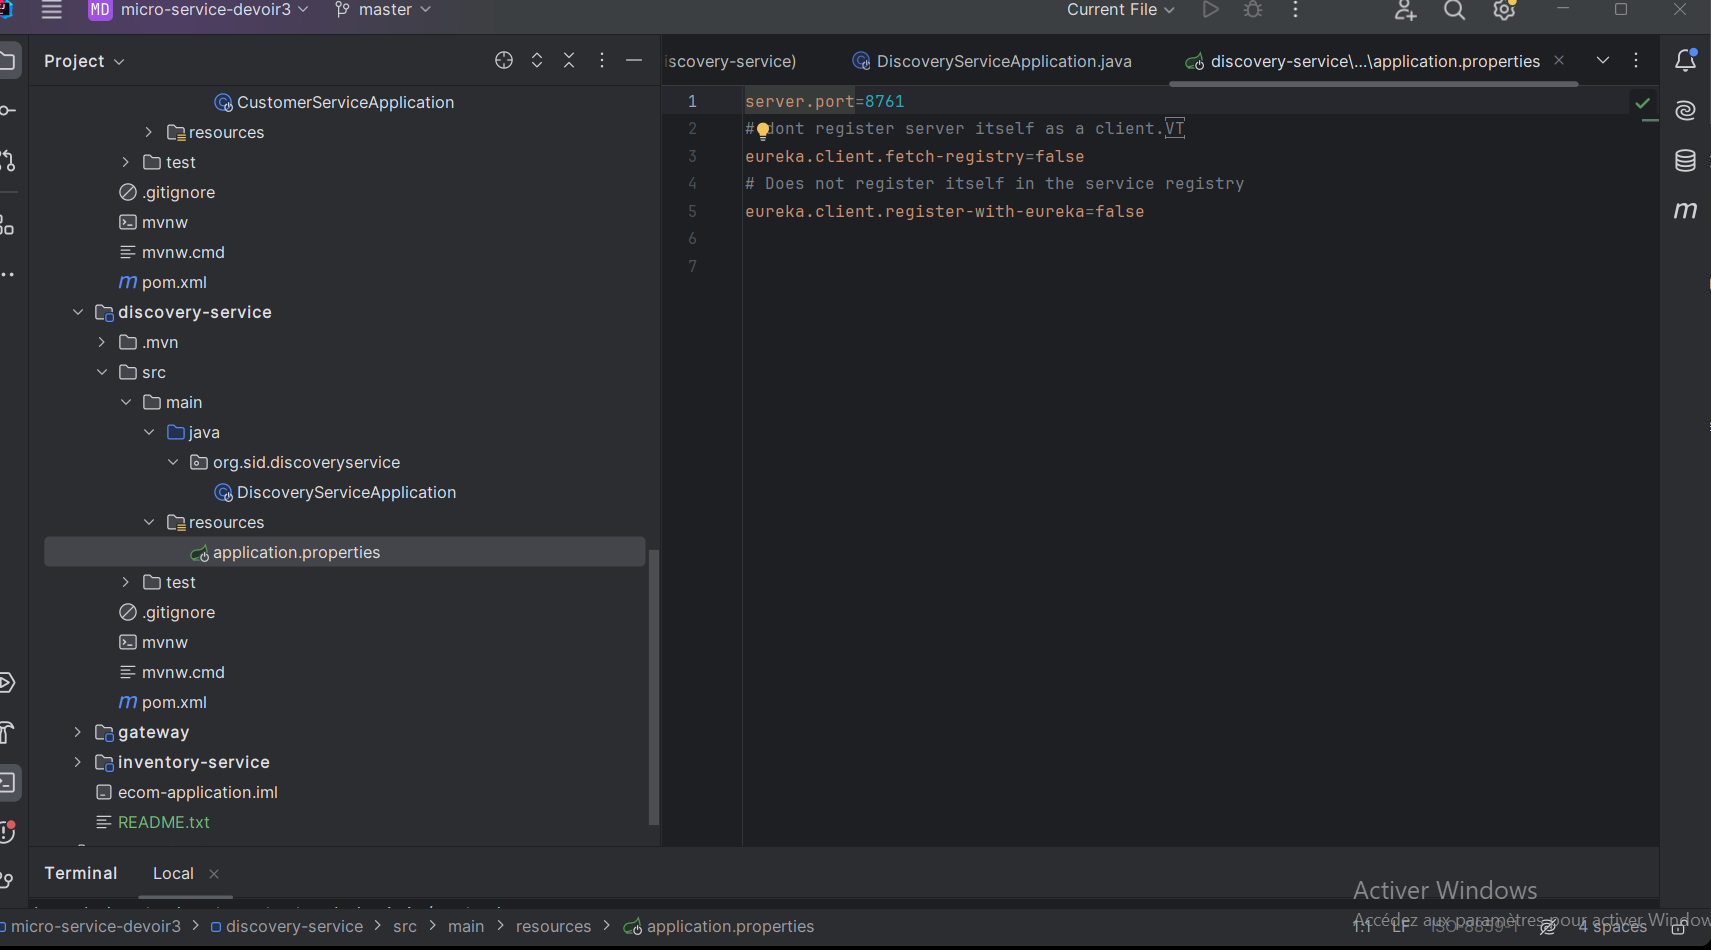 MD micro-service-devoir3 master Current File
Project
iscovery-service) DiscoveryServiceApplication.java discovery-service\...\application.properties
CustomerServiceApplication
resources
test
.gitignore
mvnw
mvnw.cmd
m pom.xml
discovery-service
.mvn
src
main
java
org.sid.discoveryservice
DiscoveryServiceApplication
resources
application.properties
test
.gitignore
mvnw
mvnw.cmd
m pom.xml
gateway
inventory-service
ecom-application.iml
README.txt
1 server.port=8761
2 # dont register server itself as a client.VT
3 eureka.client.fetch-registry=false
4 # Does not register itself in the service registry
5 eureka.client.register-with-eureka=false
6
7
m
Terminal Local
Activer Windows
Accédez aux paramètres pour activer Window
micro-service-devoir3 > discovery-service > src > main > resources > application.properties
1:1 LF ISO-8859-1 4 spaces